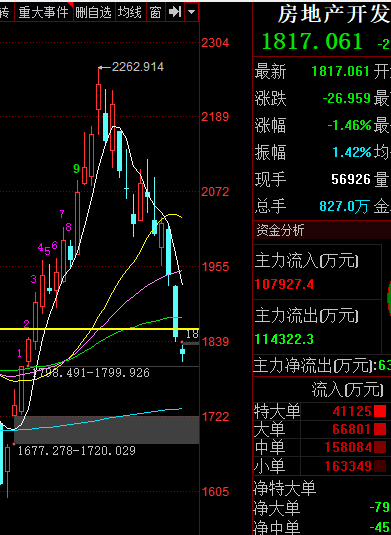 转 重大事件 删自选 均线 窗
2304
2262.914
2189
2072
1955
1839
1722
1605
9
8
7
4 5 6
3
2
1
18
1798.491-1799.926
1677.278-1720.029
房地产开发
1817.061 -2
最新 1817.061 开
涨跌 -26.959 最
涨幅 -1.46% 最
振幅 1.42% 均
现手 56926 量
总手 827.0万 金
资金分析
主力流入(万元)
107927.4
主力流出(万元)
114322.3
主力净流出(万元):63
流入(万元)
特大单 41125
大单 66801
中单 158084
小单 163349
净特大单
净大单 -79
净中单 -45